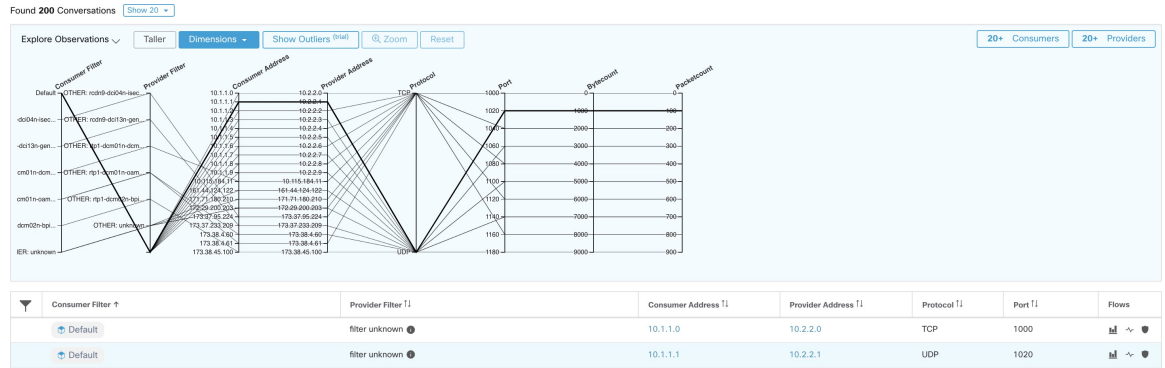 Found 200 Conversations Show 20
Explore Observations Taller Dimensions Show Outliers (trial) Zoom Reset 20+ Consumers 20+ Providers
Consumer Filter Provider Filter Consumer Address Provider Address Protocol Port Bytecount Packetcount
Default OTHER: rcdn9-dci04n-isec... 10.1.1.0 10.2.2.0 TCP 1000 0 0
10.1.1.1 10.2.2.1
10.1.1.2 10.2.2.2 1020 1000 100
-dci04n-isec... OTHER: rcdn9-dci13n-gen... 10.1.1.3 10.2.2.3
10.1.1.4 10.2.2.4 1040 2000 200
10.1.1.5 10.2.2.5
-dci13n-gen... OTHER: rtp1-dcm01n-dcm... 10.1.1.6 10.2.2.6 1060 3000 300
10.1.1.7 10.2.2.7
10.1.1.8 10.2.2.8 1080 4000 400
cm01n-dcm... OTHER: rtp1-dcm01n-oam... 10.1.1.9 10.2.2.9
10.115.184.11 10.115.184.11 1100 5000 500
161.44.124.122 161.44.124.122
cm01n-oam... OTHER: rtp1-dcm02n-bpi... 171.71.180.210 171.71.180.210 1120 6000 600
172.29.200.203 172.29.200.203
173.37.95.224 173.37.95.224 1140 7000 700
dcm02n-bpi... OTHER: unknown 173.37.233.209 173.37.233.209
173.38.4.60 173.38.4.60 1160 8000 800
173.38.4.61 173.38.4.61
IER: unknown 173.38.45.100 173.38.45.100 UDP 1180 9000 900
Consumer Filter ↑ Provider Filter ↑↓ Consumer Address ↑↓ Provider Address ↑↓ Protocol ↑↓ Port ↑↓ Flows
Default filter unknown 10.1.1.0 10.2.2.0 TCP 1000
Default filter unknown 10.1.1.1 10.2.2.1 UDP 1020